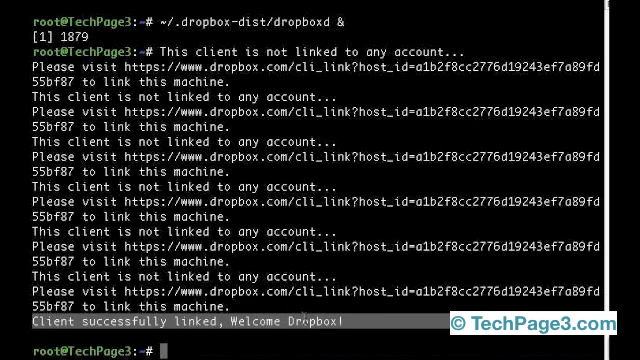 root@TechPage3:~# ~/.dropbox-dist/dropboxd &
[1] 1879
root@TechPage3:~# This client is not linked to any account...
Please visit https://www.dropbox.com/cli_link?host_id=a1b2f8cc2776d19243ef7a89fd
55bf87 to link this machine.
This client is not linked to any account...
Please visit https://www.dropbox.com/cli_link?host_id=a1b2f8cc2776d19243ef7a89fd
55bf87 to link this machine.
This client is not linked to any account...
Please visit https://www.dropbox.com/cli_link?host_id=a1b2f8cc2776d19243ef7a89fd
55bf87 to link this machine.
This client is not linked to any account...
Please visit https://www.dropbox.com/cli_link?host_id=a1b2f8cc2776d19243ef7a89fd
55bf87 to link this machine.
This client is not linked to any account...
Please visit https://www.dropbox.com/cli_link?host_id=a1b2f8cc2776d19243ef7a89fd
55bf87 to link this machine.
This client is not linked to any account...
Please visit https://www.dropbox.com/cli_link?host_id=a1b2f8cc2776d19243ef7a89fd
55bf87 to link this machine.
Client successfully linked, Welcome Dropbox!
© TechPage3.com
root@TechPage3:~#